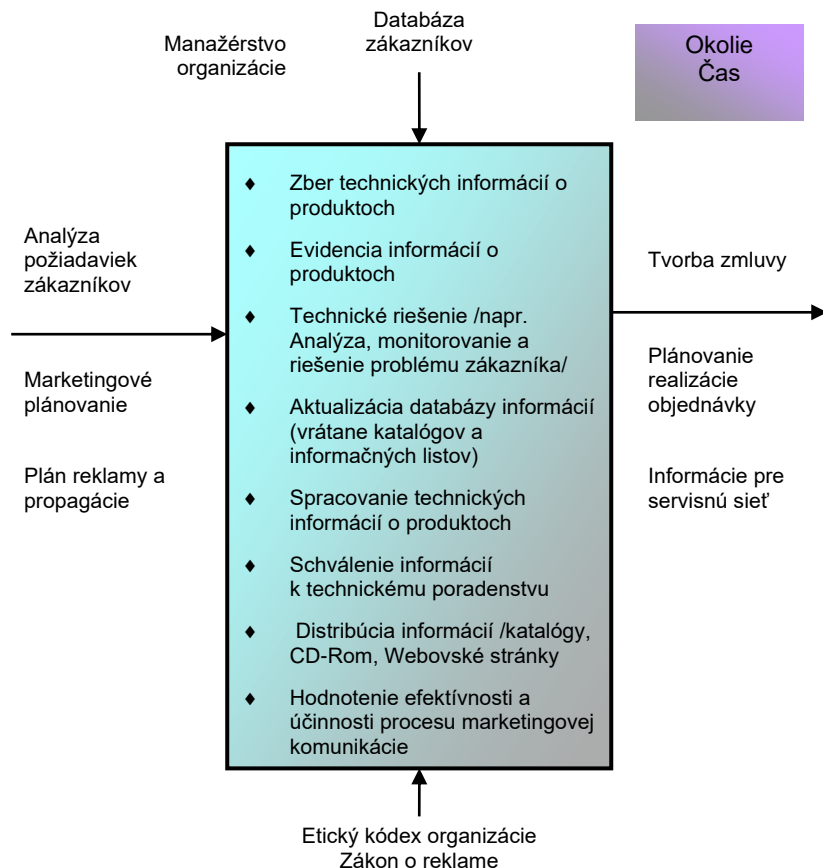 Manažérstvo
organizácie
Databáza
zákazníkov
Okolie
Čas
Analýza
požiadaviek
zákazníkov
Marketingové
plánovanie
Plán reklamy a
propagácie
♦ Zber technických informácií o
produktoch
♦ Evidencia informácií o
produktoch
♦ Technické riešenie /napr.
Analýza, monitorovanie a
riešenie problému zákazníka/
♦ Aktualizácia databázy informácií
(vrátane katalógov a
informačných listov)
♦ Spracovanie technických
informácií o produktoch
♦ Schválenie informácií
k technickému poradenstvu
♦ Distribúcia informácií /katalógy,
CD-Rom, Webovské stránky
♦ Hodnotenie efektívnosti a
účinnosti procesu marketingovej
komunikácie
Tvorba zmluvy
Plánovanie
realizácie
objednávky
Informácie pre
servisnú sieť
Etický kódex organizácie
Zákon o reklame